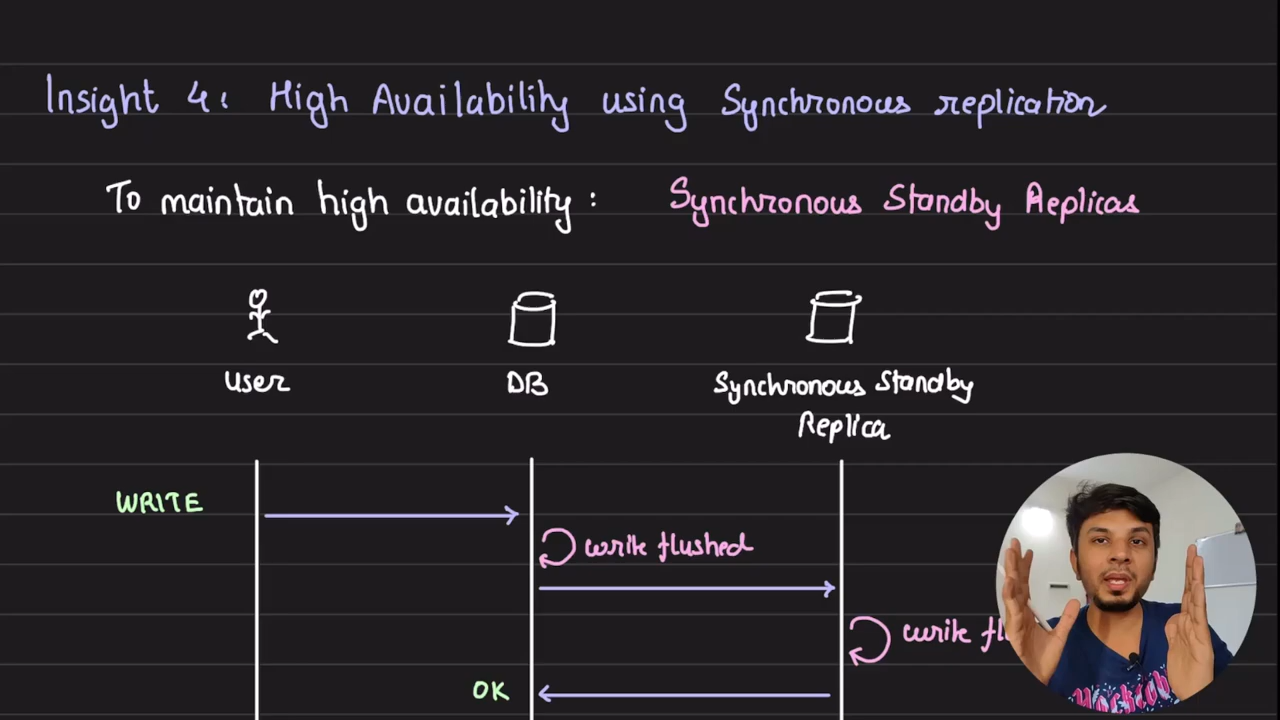 Insight 4: High Availability using Synchronous replication
To maintain high availability: Synchronous Standby Replicas
User DB Synchronous Standby
Replica
WRITE
write flushed
write
OK